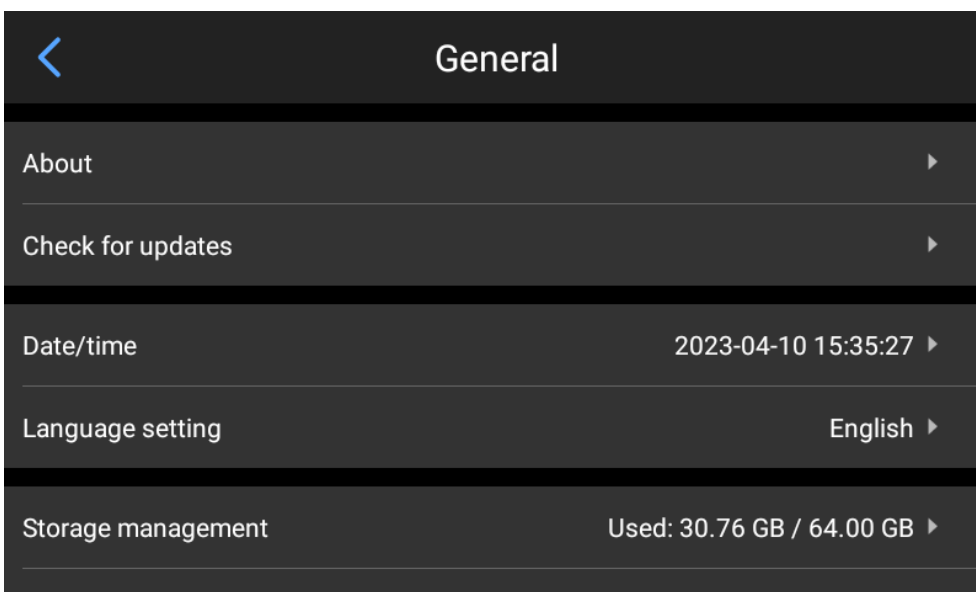 General
About
Check for updates
Date/time 2023-04-10 15:35:27
Language setting English
Storage management Used: 30.76 GB / 64.00 GB